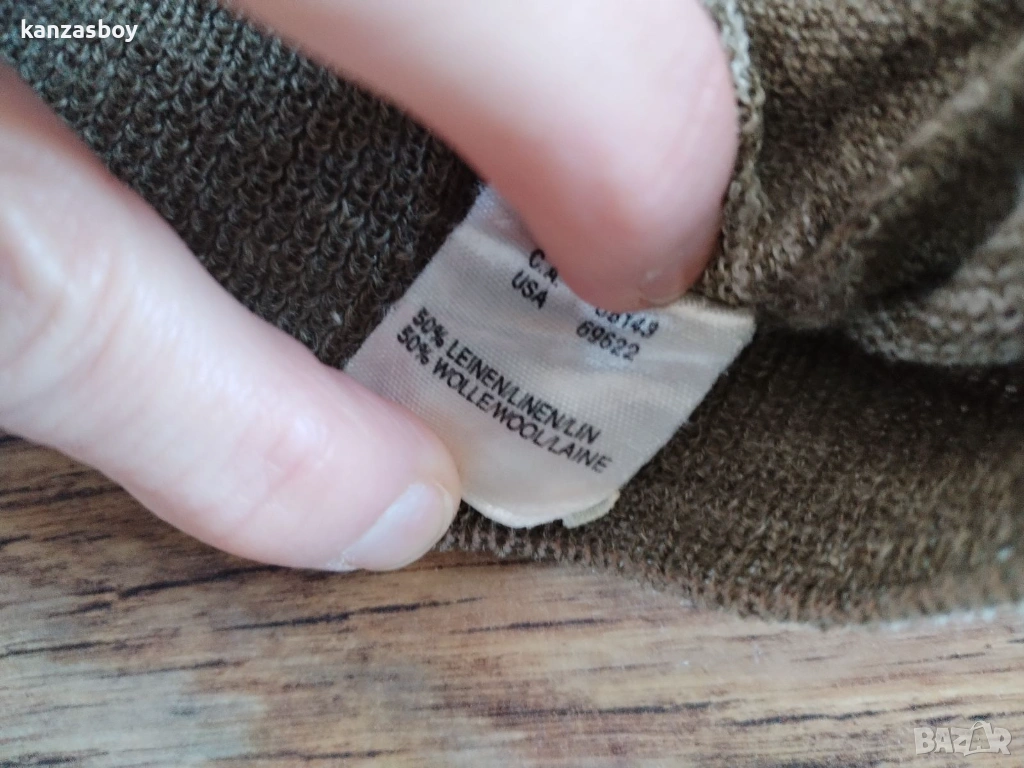 kanzasboy
C.A.
USA 69622
50% LEINEN/LINEN/LIN
50% WOLLE/WOOL/LAINE
BAZAR